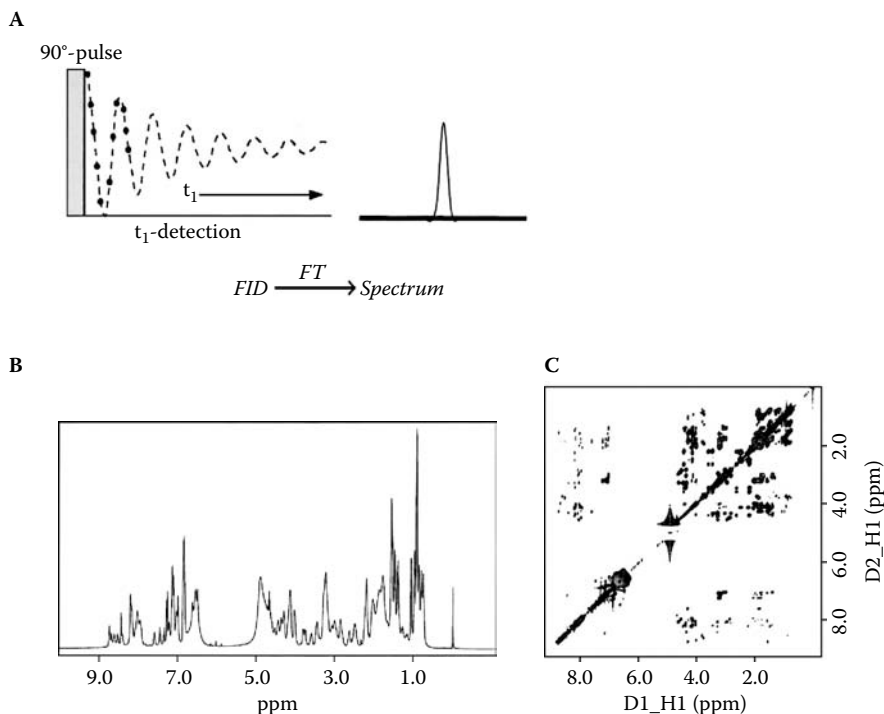 A
90°-pulse
t₁
t₁-detection
FT
FID Spectrum
B
9.0 7.0 5.0 3.0 1.0
ppm
C
2.0
4.0
6.0
8.0
D2_H1 (ppm)
8.0 6.0 4.0 2.0
D1_H1 (ppm)